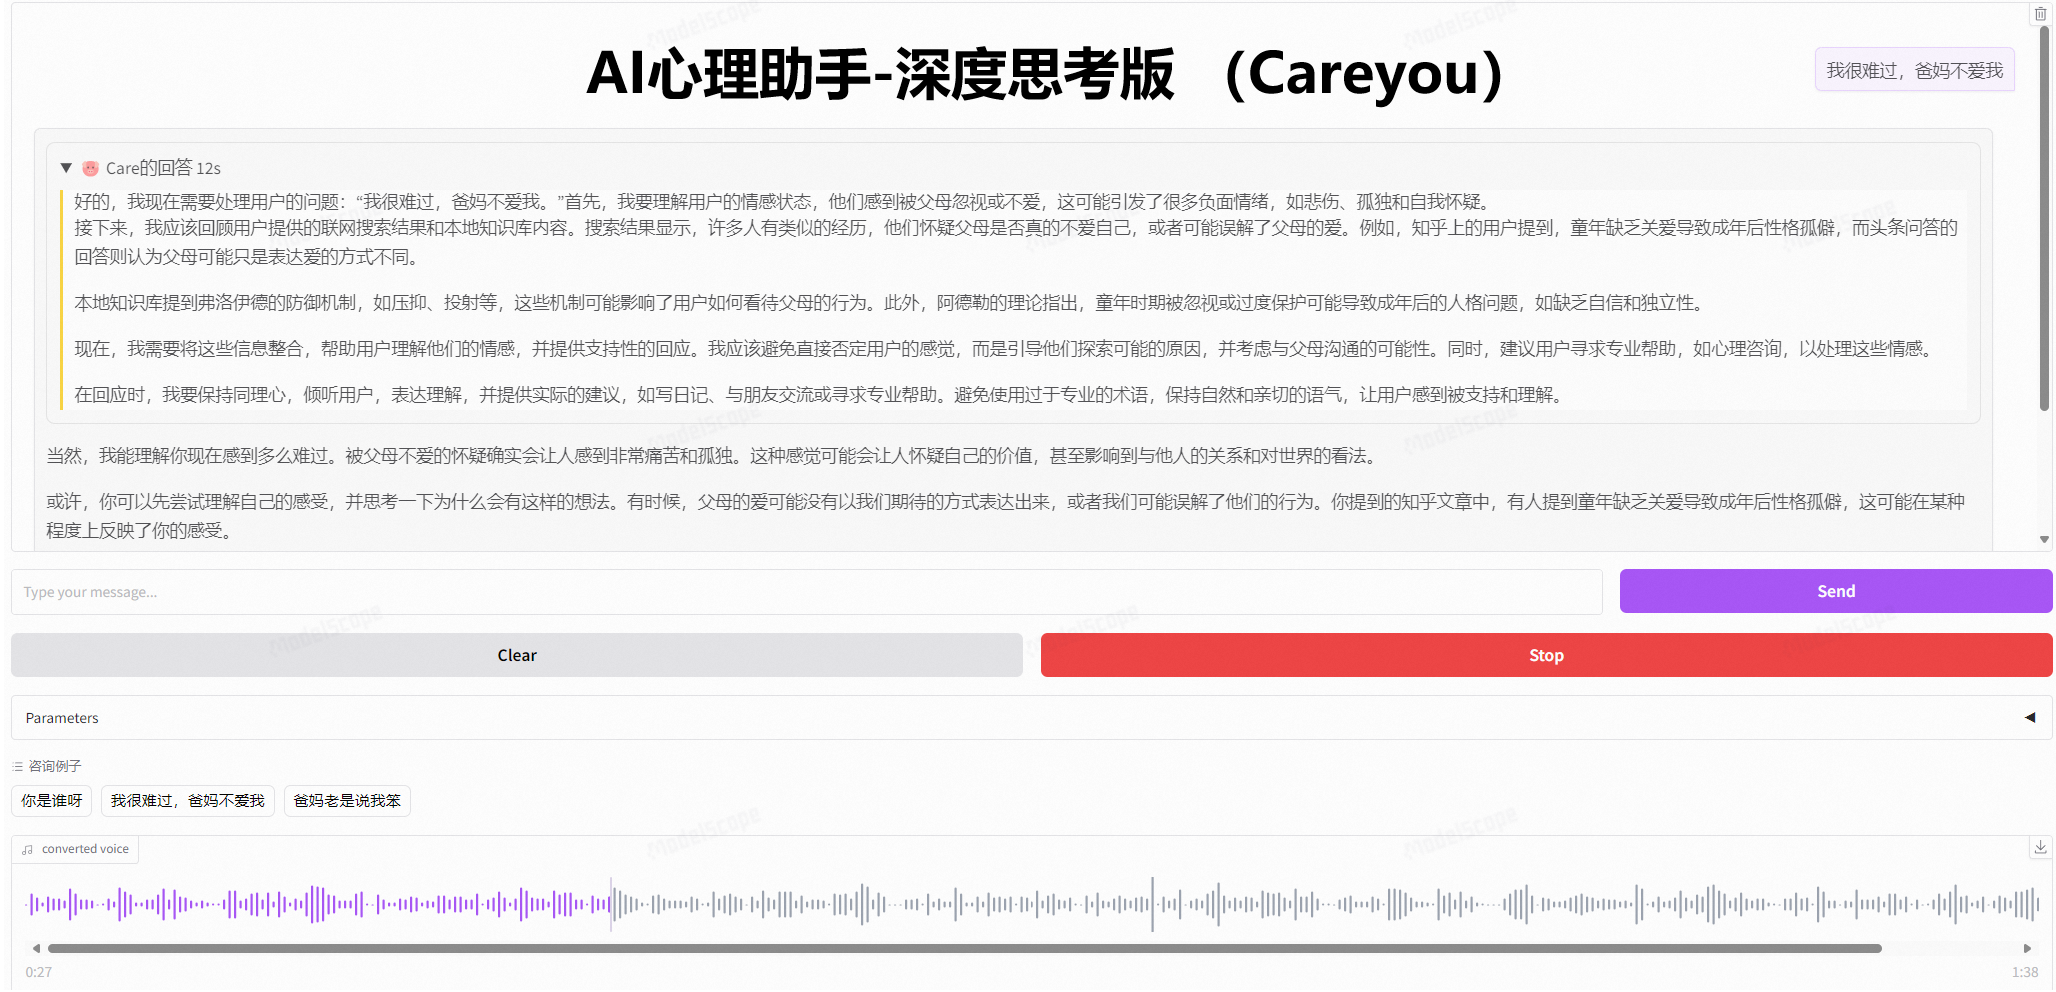 AI心理助手-深度思考版 （Careyou）
我很难过，爸妈不爱我
▼ Care的回答 12s
好的，我现在需要处理用户的问题：“我很难过，爸妈不爱我。”首先，我要理解用户的情感状态，他们感到被父母忽视或不爱，这可能引发了很多负面情绪，如悲伤、孤独和自我怀疑。
接下来，我应该回顾用户提供的联网搜索结果和本地知识库内容。搜索结果显示，许多人有类似的经历，他们怀疑父母是否真的不爱自己，或者可能误解了父母的爱。例如，知乎上的用户提到，童年缺乏关爱导致成年后性格孤僻，而头条问答的
回答则认为父母可能只是表达爱的方式不同。
本地知识库提到弗洛伊德的防御机制，如压抑、投射等，这些机制可能影响了用户如何看待父母的行为。此外，阿德勒的理论指出，童年时期被忽视或过度保护可能导致成年后的人格问题，如缺乏自信和独立性。
现在，我需要将这些信息整合，帮助用户理解他们的情感，并提供支持性的回应。我应该避免直接否定用户的感觉，而是引导他们探索可能的原因，并考虑与父母沟通的可能性。同时，建议用户寻求专业帮助，如心理咨询，以处理这些情感。
在回应时，我要保持同理心，倾听用户，表达理解，并提供实际的建议，如写日记、与朋友交流或寻求专业帮助。避免使用过于专业的术语，保持自然和亲切的语气，让用户感到被支持和理解。
当然，我能理解你现在感到多么难过。被父母不爱的怀疑确实会让人感到非常痛苦和孤独。这种感觉可能会让人怀疑自己的价值，甚至影响到与他人的关系和对世界的看法。
或许，你可以先尝试理解自己的感受，并思考一下为什么会有这样的想法。有时候，父母的爱可能没有以我们期待的方式表达出来，或者我们可能误解了他们的行为。你提到的知乎文章中，有人提到童年缺乏关爱导致成年后性格孤僻，这可能在某种
程度上反映了你的感受。
Type your message...
Send
Clear
Stop
Parameters
咨询例子
你是谁呀
我很难过，爸妈不爱我
爸妈老是说我笨
converted voice
0:27
1:38
ModelScope